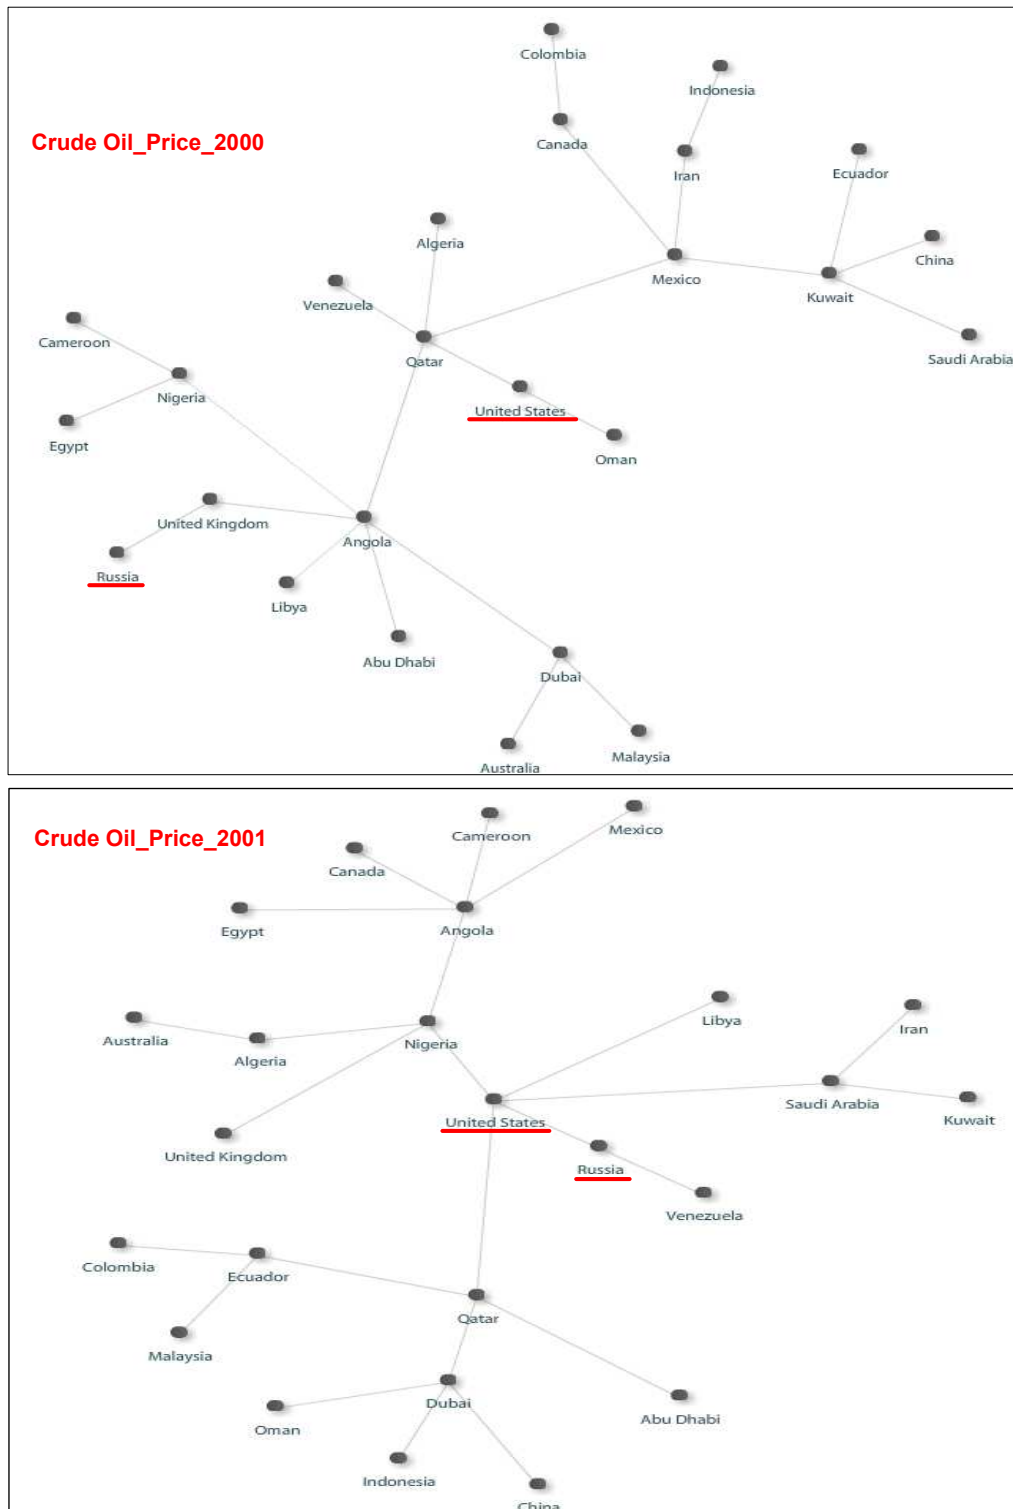 Colombia
Indonesia
Crude Oil_Price_2000
Canada
Iran
Ecuador
Algeria
China
Mexico
Kuwait
Venezuela
Cameroon
Qatar
Saudi Arabia
Nigeria
United States
Egypt
Oman
United Kingdom
Angola
Russia
Libya
Abu Dhabi
Dubai
Malaysia
Australia
Crude Oil_Price_2001
Cameroon
Mexico
Canada
Egypt
Angola
Libya
Iran
Australia
Nigeria
Algeria
Saudi Arabia
Kuwait
United States
United Kingdom
Russia
Venezuela
Colombia
Ecuador
Qatar
Malaysia
Dubai
Abu Dhabi
Oman
Indonesia
China